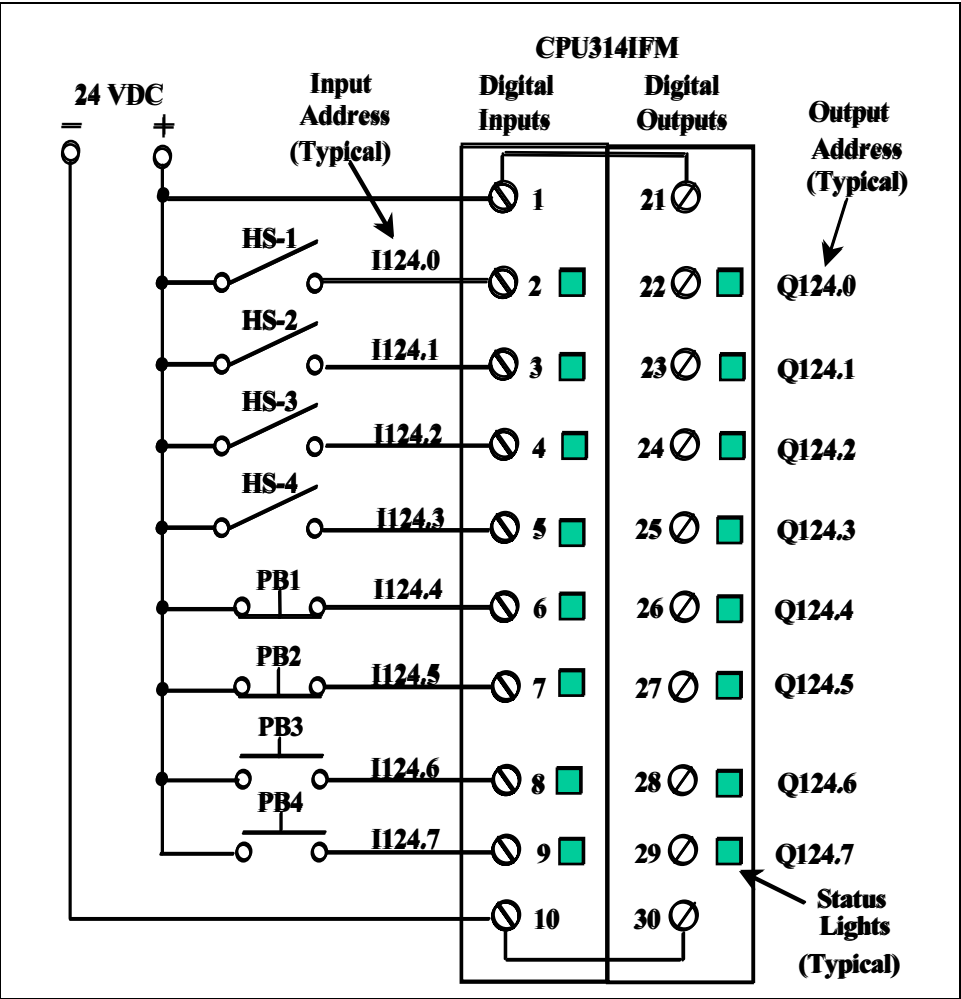 CPU314IFM
24 VDC
– +
Input
Address
(Typical)
Digital
Inputs
Digital
Outputs
Output
Address
(Typical)
1 21
HS-1 I124.0 2 22 Q124.0
HS-2 I124.1 3 23 Q124.1
HS-3 I124.2 4 24 Q124.2
HS-4 I124.3 5 25 Q124.3
PB1 I124.4 6 26 Q124.4
PB2 I124.5 7 27 Q124.5
PB3 I124.6 8 28 Q124.6
PB4 I124.7 9 29 Q124.7
10 30
Status
Lights
(Typical)